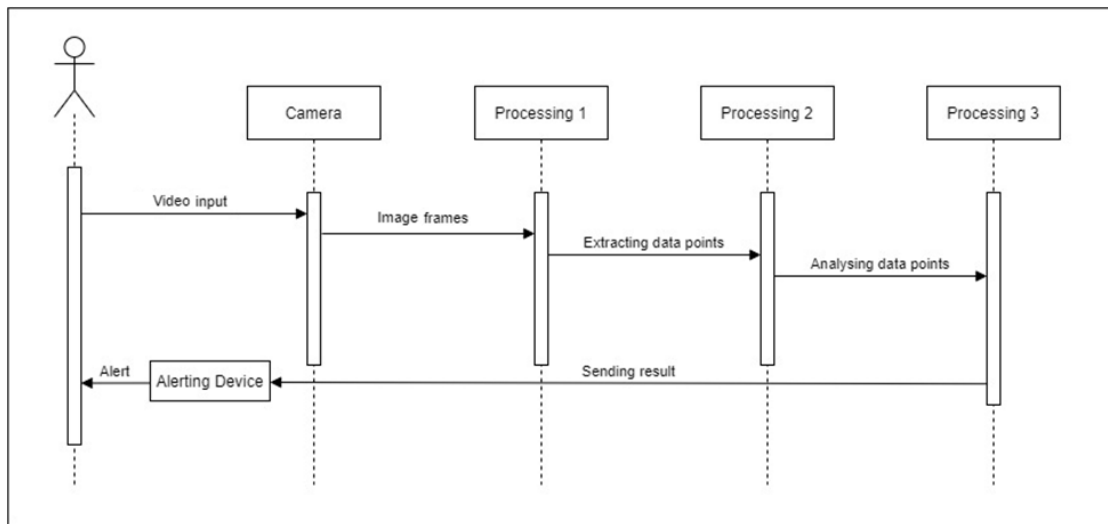 Camera
Processing 1
Processing 2
Processing 3
Video input
Image frames
Extracting data points
Analysing data points
Alert
Alerting Device
Sending result